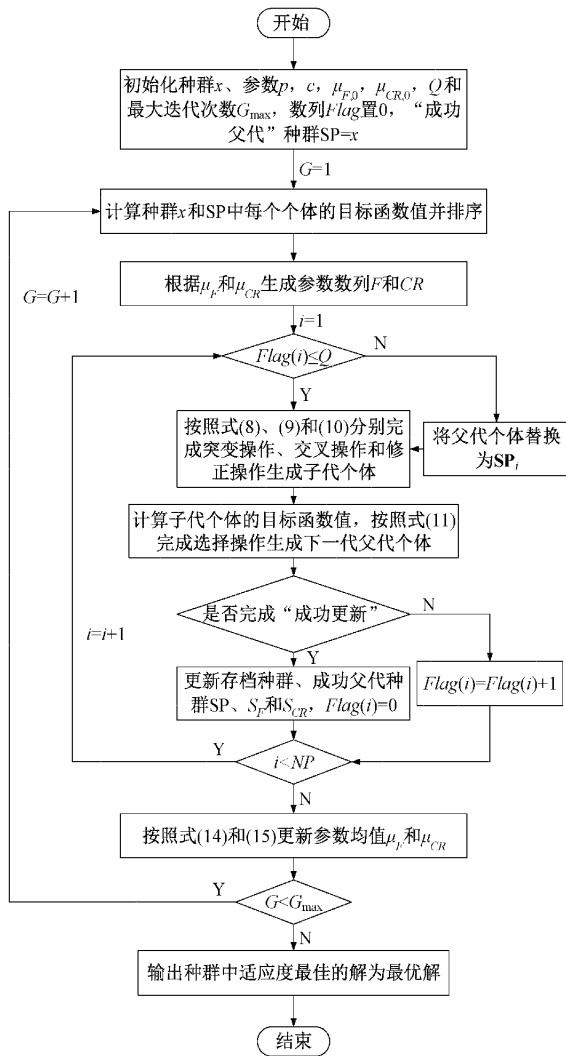 开始
初始化种群x、参数p，c，μF,0，μCR,0，Q和
最大迭代次数Gmax，数列Flag置0，“成功
父代”种群SP=x
G=1
计算种群x和SP中每个个体的目标函数值并排序
G=G+1
根据μF和μCR生成参数数列F和CR
i=1
Flag(i)≤Q
N
Y
按照式(8)、(9)和(10)分别完
成突变操作、交叉操作和修
正操作生成子代个体
将父代个体替换
为SPi
计算子代个体的目标函数值，按照式(11)
完成选择操作生成下一代父代个体
是否完成“成功更新”
N
i=i+1
Y
更新存档种群、成功父代种
群SP、SF和SCR，Flag(i)=0
Flag(i)=Flag(i)+1
Y
i<NP
N
按照式(14)和(15)更新参数均值μF和μCR
Y
G<Gmax
N
输出种群中适应度最佳的解为最优解
结束